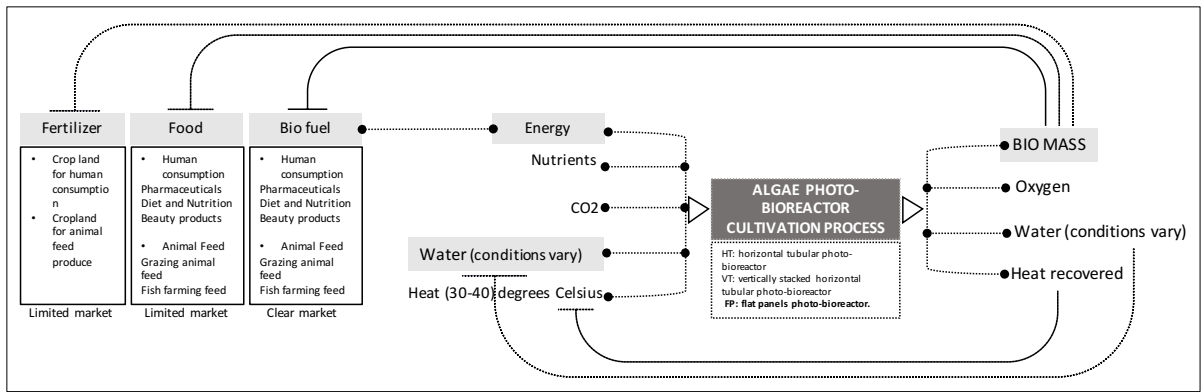 Fertilizer
• Crop land
for human
consumptio
n
• Cropland
for animal
feed
produce
Limited market
Food
• Human
consumption
Pharmaceuticals
Diet and Nutrition
Beauty products
• Animal Feed
Grazing animal
feed
Fish farming feed
Limited market
Bio fuel
• Human
consumption
Pharmaceuticals
Diet and Nutrition
Beauty products
• Animal Feed
Grazing animal
feed
Fish farming feed
Clear market
Energy
Nutrients
CO2
Water (conditions vary)
Heat (30-40) degrees Celsius
ALGAE PHOTO-
BIOREACTOR
CULTIVATION PROCESS
HT: horizontal tubular photo-
bioreactor
VT: vertically stacked horizontal
tubular photo-bioreactor
FP: flat panels photo-bioreactor.
BIO MASS
Oxygen
Water (conditions vary)
Heat recovered